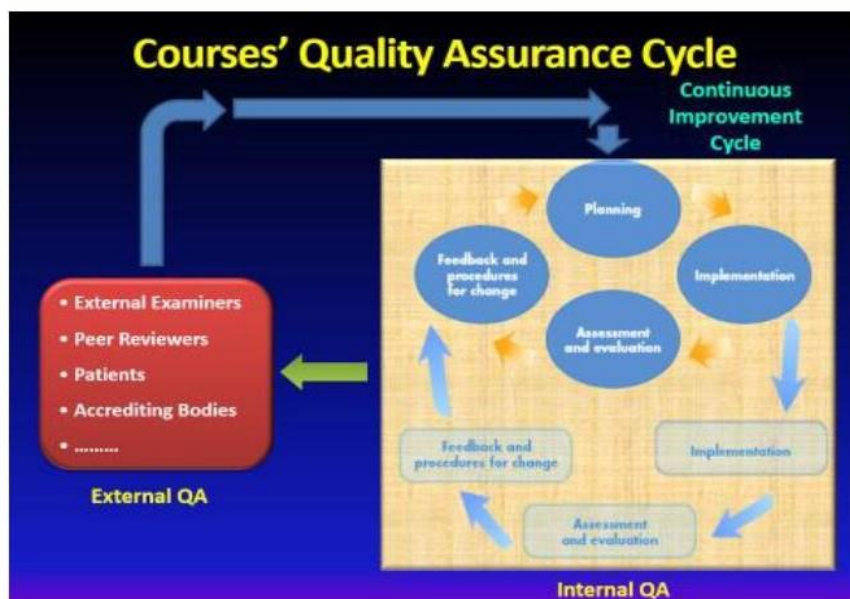 Courses' Quality Assurance Cycle
Continuous
Improvement
Cycle
Planning
Feedback and
procedures
for change
Implementation
Assessment
and evaluation
• External Examiners
• Peer Reviewers
• Patients
• Accrediting Bodies
• .........
Feedback and
procedures for change
Implementation
Assessment
and evaluation
External QA
Internal QA